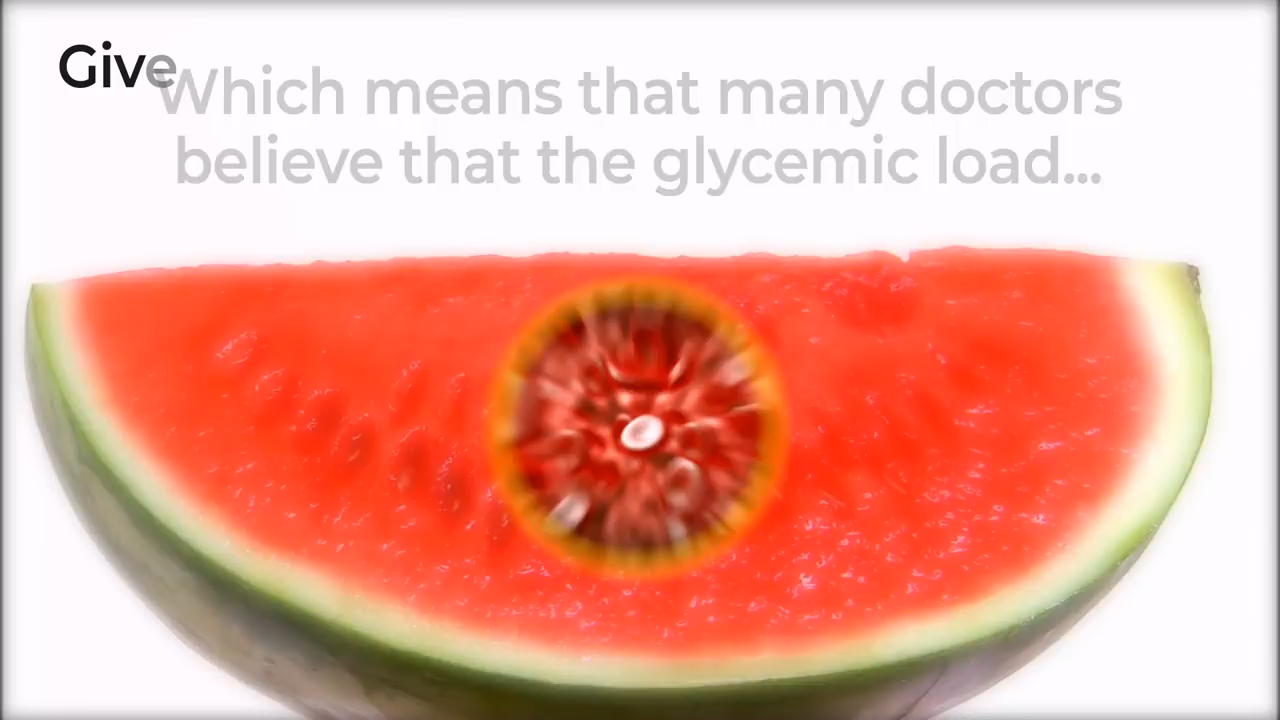 Give
Which means that many doctors
believe that the glycemic load...